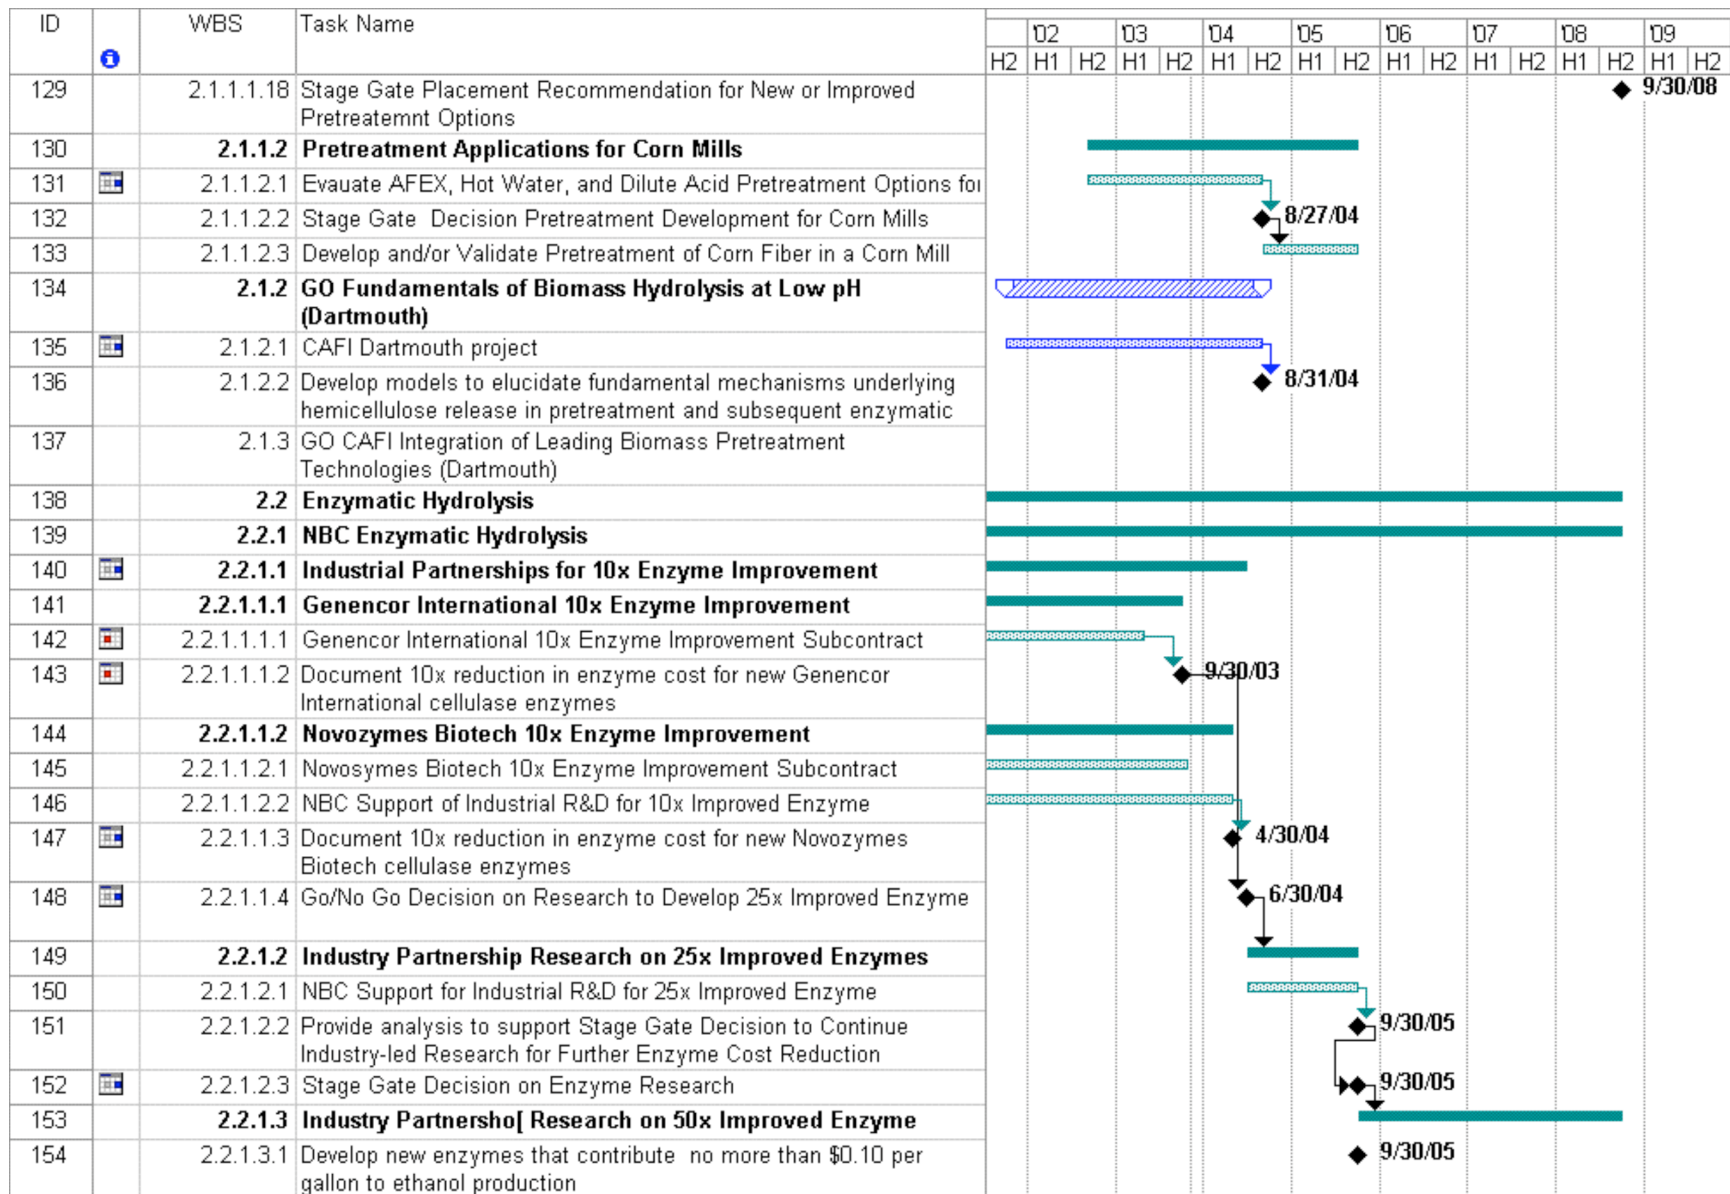 ID WBS Task Name '02 '03 '04 '05 '06 '07 '08 '09
H2 H1 H2 H1 H2 H1 H2 H1 H2 H1 H2 H1 H2 H1 H2 H1 H2
129 2.1.1.1.18 Stage Gate Placement Recommendation for New or Improved 9/30/08
Pretreatemnt Options
130 2.1.1.2 Pretreatment Applications for Corn Mills
131 2.1.1.2.1 Evauate AFEX, Hot Water, and Dilute Acid Pretreatment Options for
132 2.1.1.2.2 Stage Gate Decision Pretreatment Development for Corn Mills 8/27/04
133 2.1.1.2.3 Develop and/or Validate Pretreatment of Corn Fiber in a Corn Mill
134 2.1.2 GO Fundamentals of Biomass Hydrolysis at Low pH
(Dartmouth)
135 2.1.2.1 CAFI Dartmouth project
136 2.1.2.2 Develop models to elucidate fundamental mechanisms underlying 8/31/04
hemicellulose release in pretreatment and subsequent enzymatic
137 2.1.3 GO CAFI Integration of Leading Biomass Pretreatment
Technologies (Dartmouth)
138 2.2 Enzymatic Hydrolysis
139 2.2.1 NBC Enzymatic Hydrolysis
140 2.2.1.1 Industrial Partnerships for 10x Enzyme Improvement
141 2.2.1.1.1 Genencor International 10x Enzyme Improvement
142 2.2.1.1.1.1 Genencor International 10x Enzyme Improvement Subcontract
143 2.2.1.1.1.2 Document 10x reduction in enzyme cost for new Genencor 9/30/03
International cellulase enzymes
144 2.2.1.1.2 Novozymes Biotech 10x Enzyme Improvement
145 2.2.1.1.2.1 Novosymes Biotech 10x Enzyme Improvement Subcontract
146 2.2.1.1.2.2 NBC Support of Industrial R&D for 10x Improved Enzyme
147 2.2.1.1.3 Document 10x reduction in enzyme cost for new Novozymes 4/30/04
Biotech cellulase enzymes
148 2.2.1.1.4 Go/No Go Decision on Research to Develop 25x Improved Enzyme 6/30/04
149 2.2.1.2 Industry Partnership Research on 25x Improved Enzymes
150 2.2.1.2.1 NBC Support for Industrial R&D for 25x Improved Enzyme
151 2.2.1.2.2 Provide analysis to support Stage Gate Decision to Continue 9/30/05
Industry-led Research for Further Enzyme Cost Reduction
152 2.2.1.2.3 Stage Gate Decision on Enzyme Research 9/30/05
153 2.2.1.3 Industry Partnersho[ Research on 50x Improved Enzyme
154 2.2.1.3.1 Develop new enzymes that contribute no more than $0.10 per 9/30/05
gallon to ethanol production